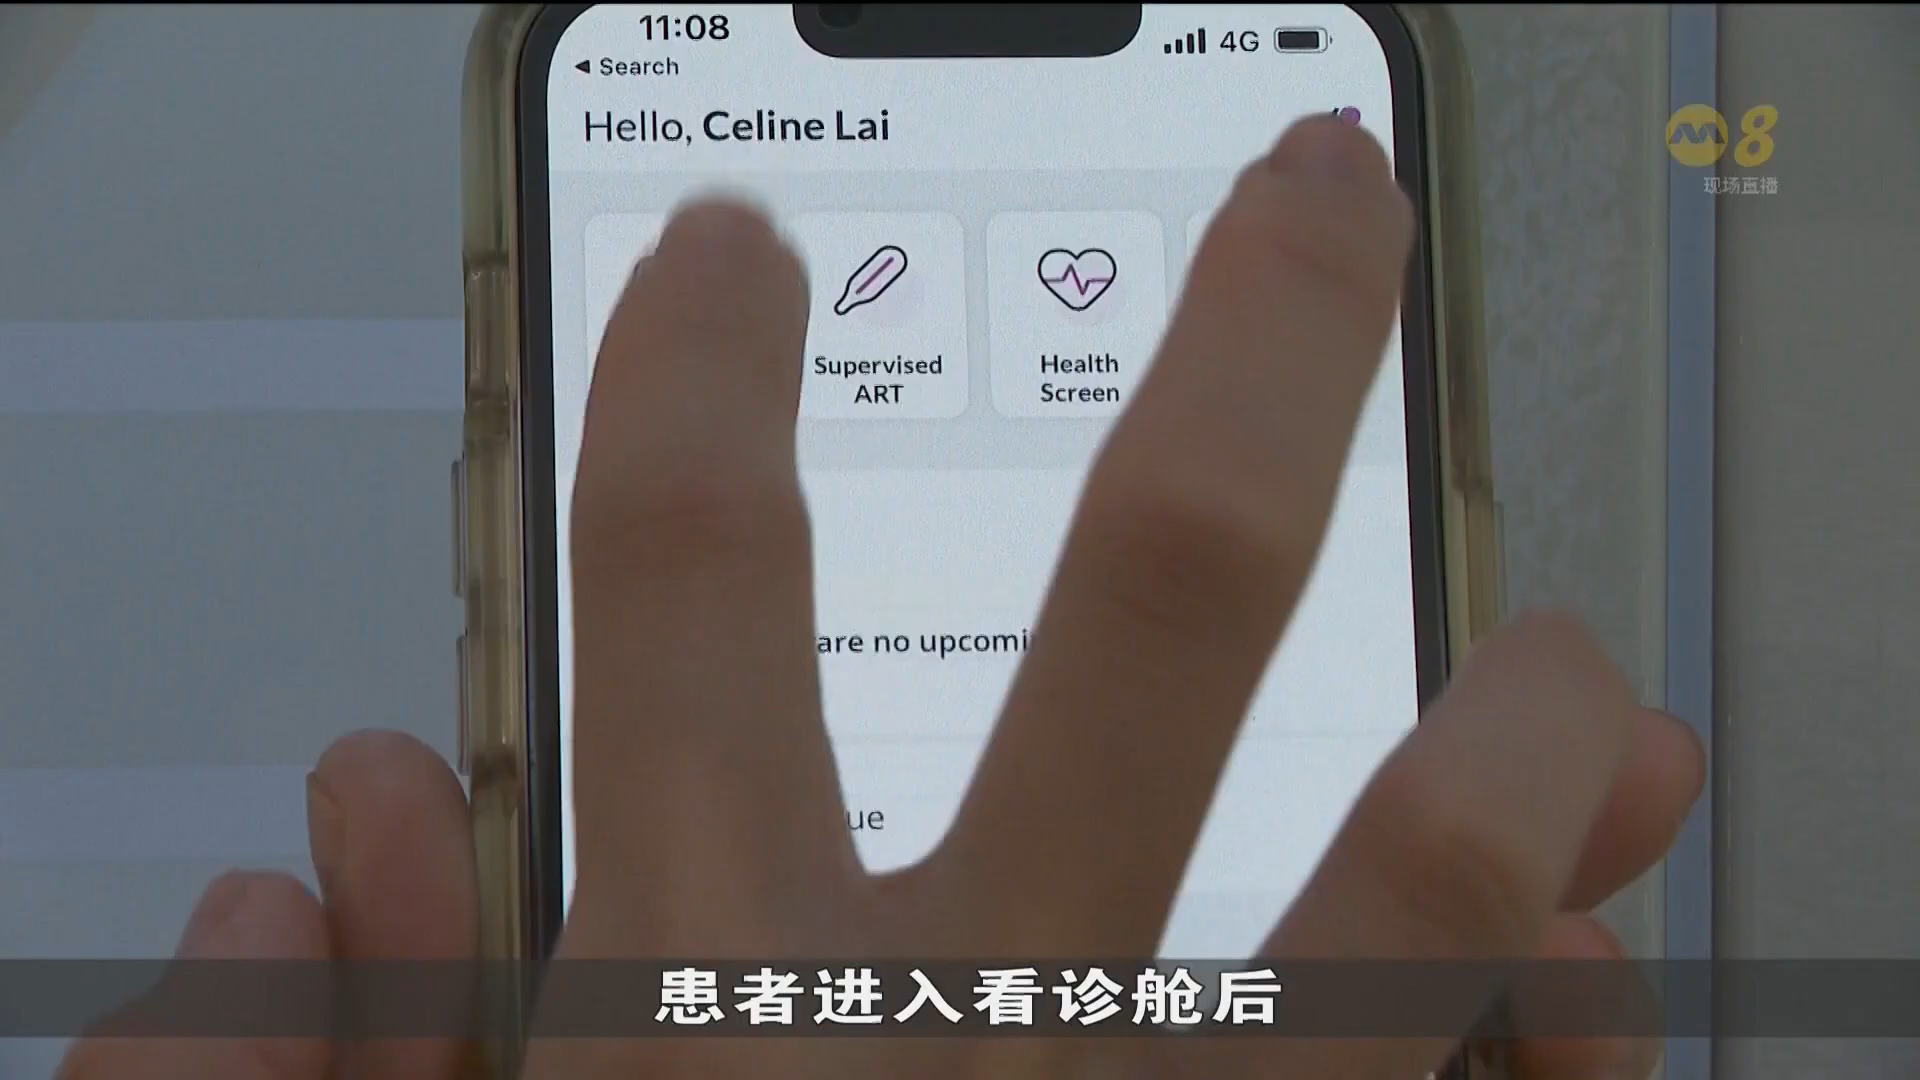 11:08
4G
Search
Hello, Celine Lai
8
现场直播
Supervised
ART
Health
Screen
are no upcomi
ue
患者进入看诊舱后